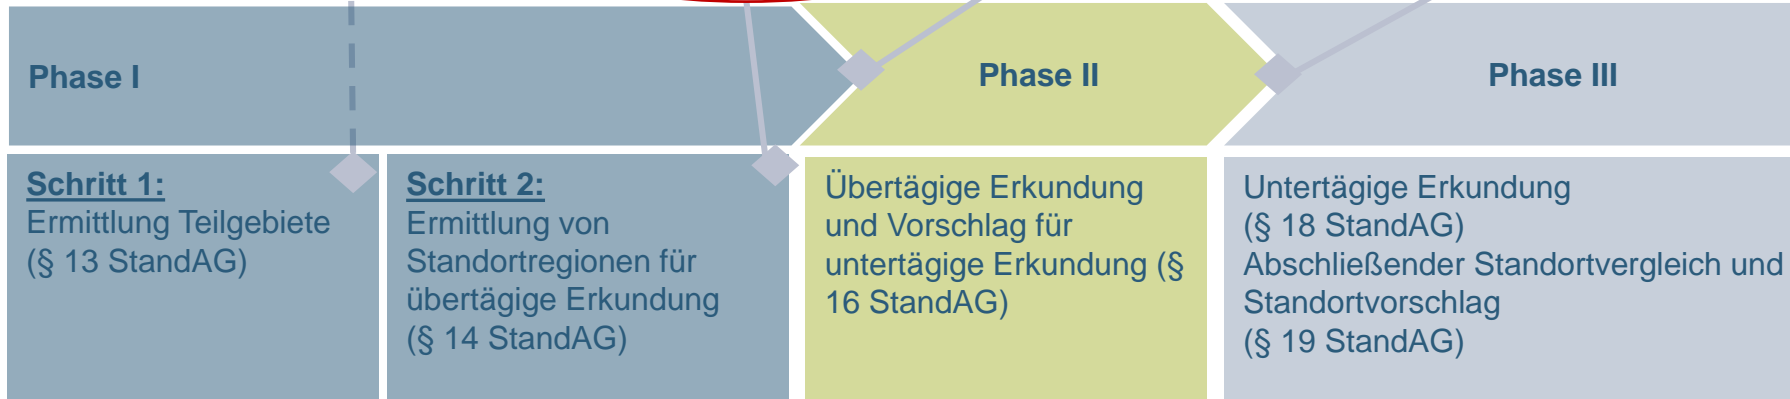 Phase I
Phase II
Phase III
Schritt 1:
Ermittlung Teilgebiete
(§ 13 StandAG)
Schritt 2:
Ermittlung von
Standortregionen für
übertägige Erkundung
(§ 14 StandAG)
Übertägige Erkundung
und Vorschlag für
untertägige Erkundung (§
16 StandAG)
Untertägige Erkundung
(§ 18 StandAG)
Abschließender Standortvergleich und
Standortvorschlag
(§ 19 StandAG)